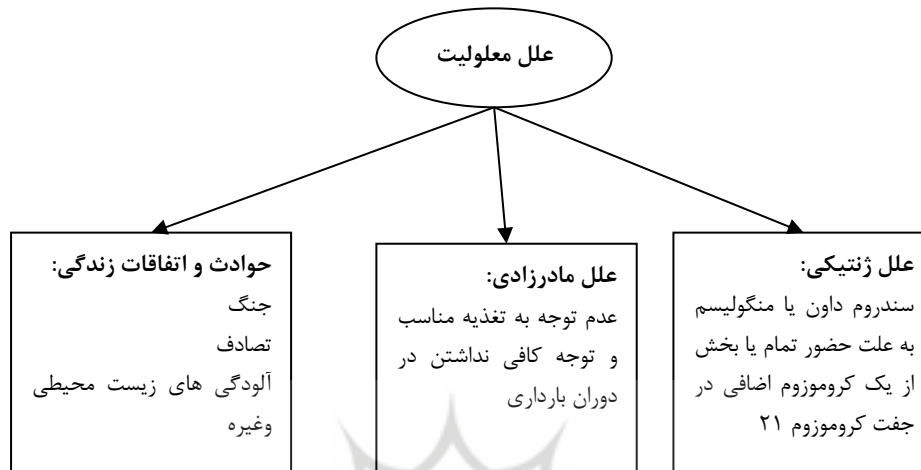 علل معلولیت
علل ژنتیکی:
سندروم داون یا منگولیسم
به علت حضور تمام یا بخش
از یک کروموزوم اضافی در
جفت کروموزوم ۲۱
علل مادرزادی:
عدم توجه به تغذیه مناسب
و توجه کافی نداشتن در
دوران بارداری
حوادث و اتفاقات زندگی:
جنگ
تصادف
آلودگی های زیست محیطی
وغیره